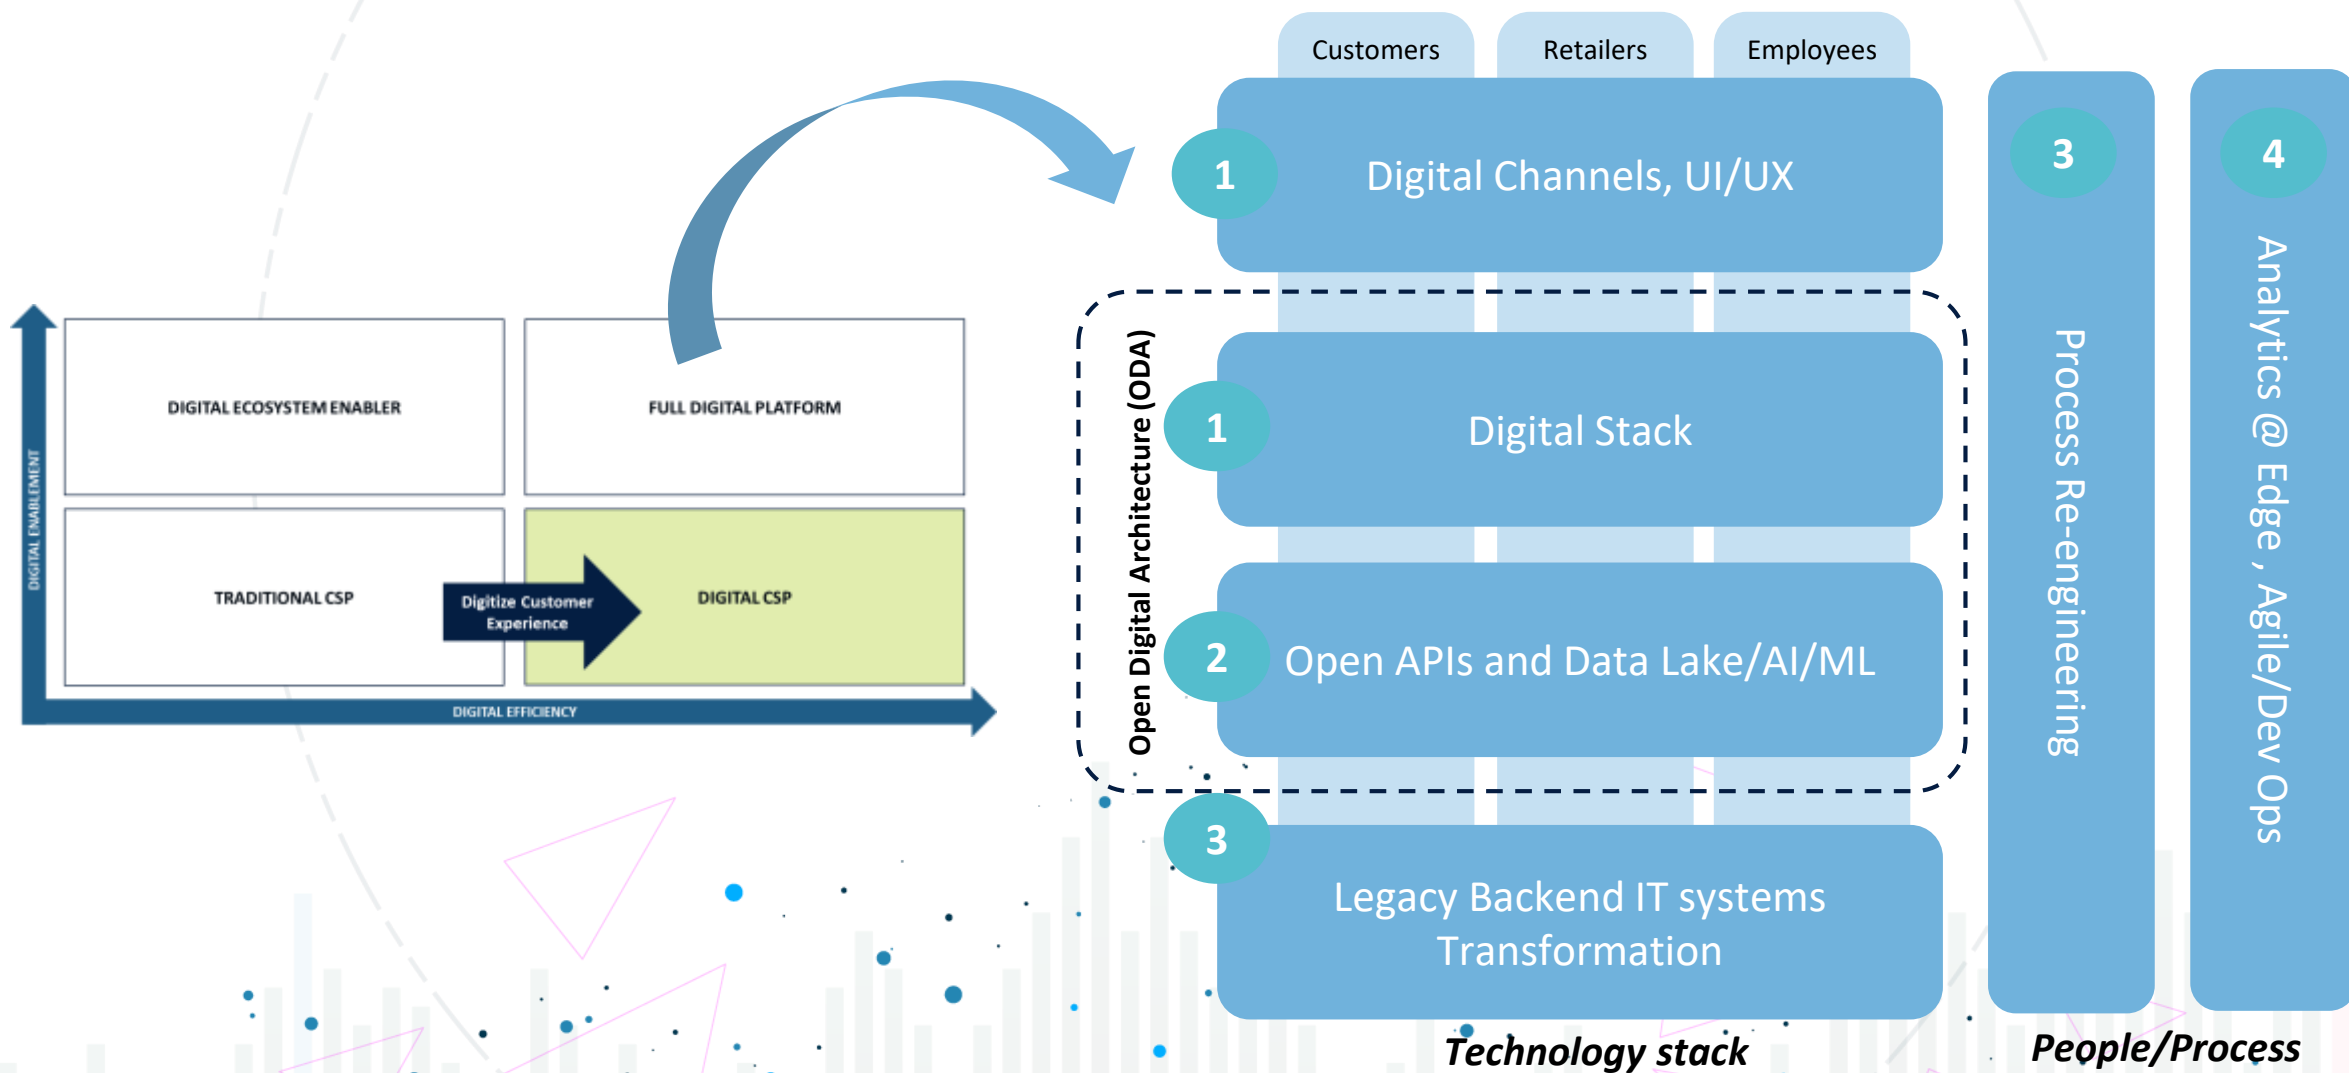 DIGITAL ENABLEMENT
DIGITAL ECOSYSTEM ENABLER
FULL DIGITAL PLATFORM
TRADITIONAL CSP
Digitize Customer
Experience
DIGITAL CSP
DIGITAL EFFICIENCY
Customers
Retailers
Employees
1
Digital Channels, UI/UX
Open Digital Architecture (ODA)
1
Digital Stack
2
Open APIs and Data Lake/AI/ML
3
Legacy Backend IT systems
Transformation
Technology stack
3
Process Re-engineering
4
Analytics @ Edge , Agile/Dev Ops
People/Process